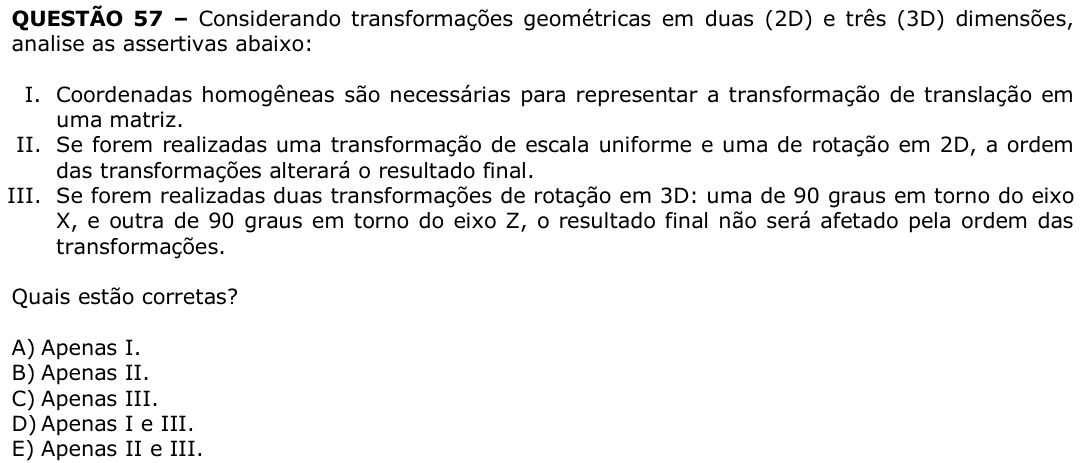 QUESTÃO 57 – Considerando transformações geométricas em duas (2D) e três (3D) dimensões,
analise as assertivas abaixo:
I. Coordenadas homogêneas são necessárias para representar a transformação de translação em
uma matriz.
II. Se forem realizadas uma transformação de escala uniforme e uma de rotação em 2D, a ordem
das transformações alterará o resultado final.
III. Se forem realizadas duas transformações de rotação em 3D: uma de 90 graus em torno do eixo
X, e outra de 90 graus em torno do eixo Z, o resultado final não será afetado pela ordem das
transformações.
Quais estão corretas?
A) Apenas I.
B) Apenas II.
C) Apenas III.
D) Apenas I e III.
E) Apenas II e III.